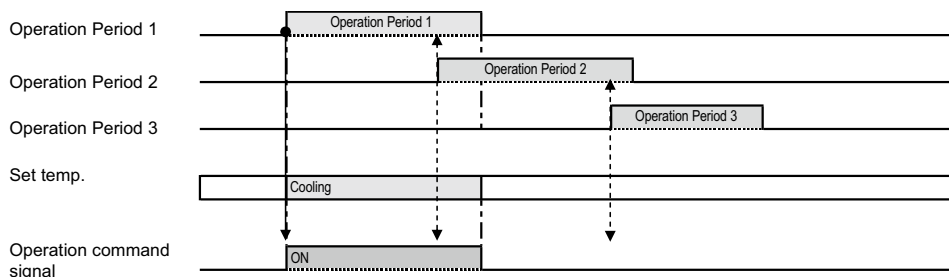 Operation Period 1
Operation Period 1
Operation Period 2
Operation Period 2
Operation Period 3
Operation Period 3
Set temp.
Cooling
Operation command
signal
ON